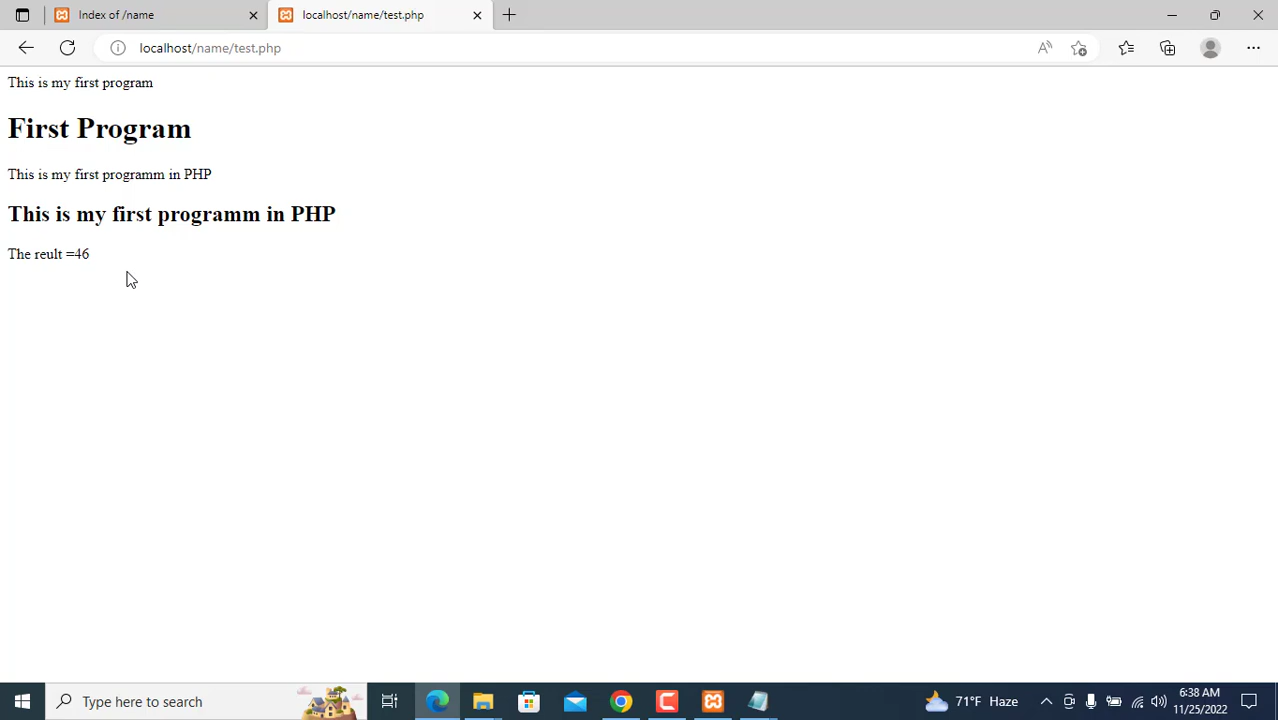 Index of /name
localhost/name/test.php
localhost/name/test.php
This is my first program
First Program
This is my first programm in PHP
This is my first programm in PHP
The reult =46
Type here to search
71°F Haze
6:38 AM
11/25/2022